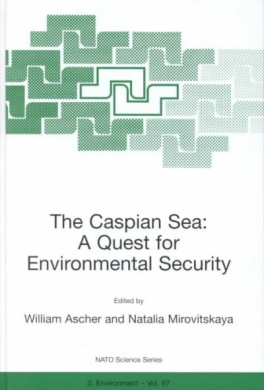 The Caspian Sea:
A Quest for
Environmental Security
Edited by
William Ascher and Natalia Mirovitskaya
NATO Science Series
2. Environment – Vol. 67